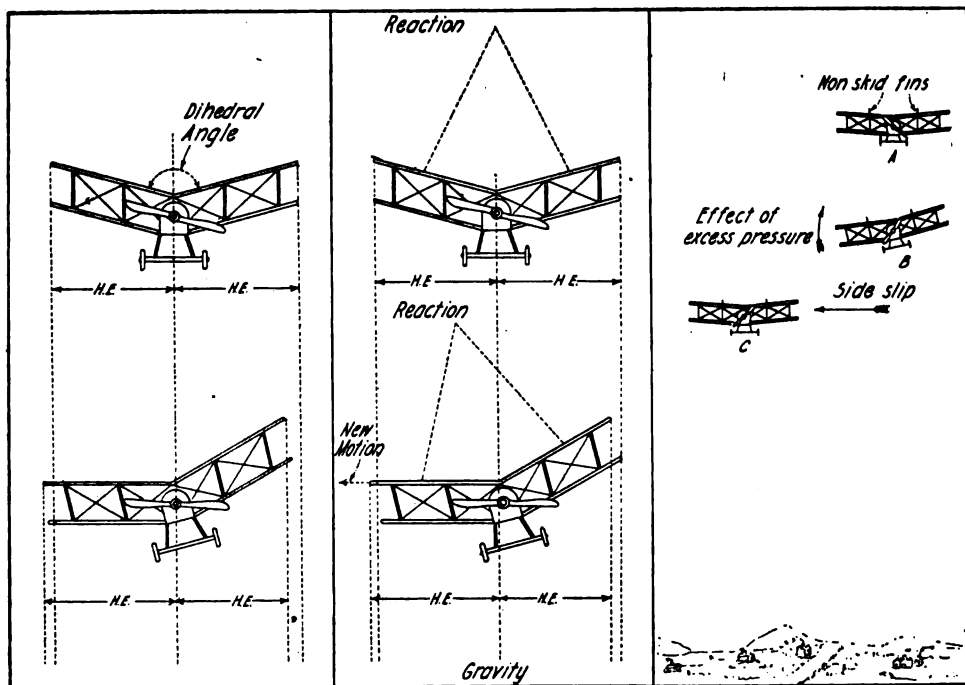 Dihedral
Angle
H.E. H.E.
H.E. H.E.
Reaction
H.E. H.E.
Reaction
New
Motion
H.E. H.E.
Gravity
Non skid fins
A
Effect of
excess pressure
B
Side slip
C